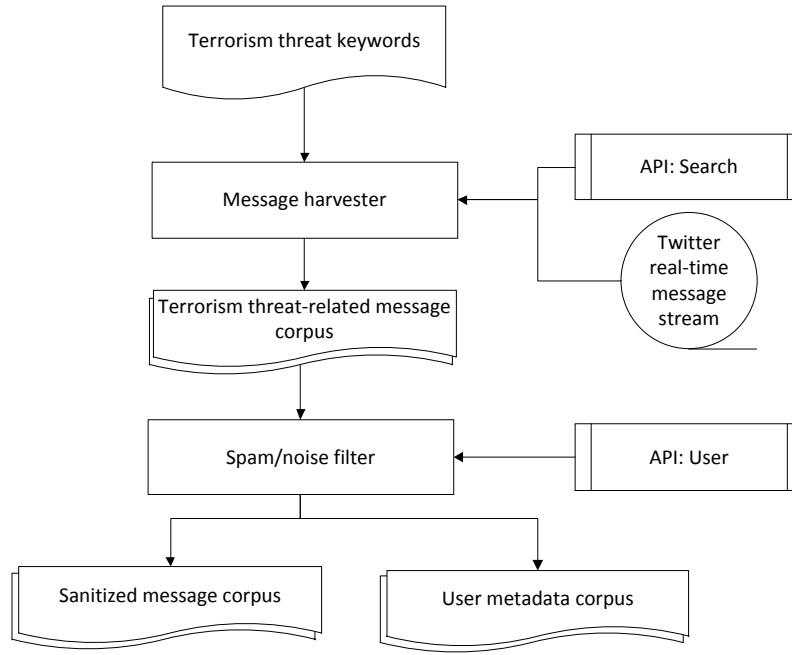 Terrorism threat keywords
API: Search
Message harvester
Twitter
real-time
message
stream
Terrorism threat-related message
corpus
Spam/noise filter
API: User
Sanitized message corpus
User metadata corpus